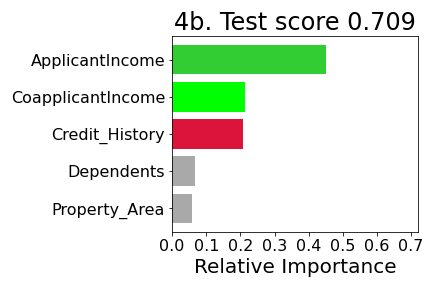 4b. Test score 0.709
ApplicantIncome
CoapplicantIncome
Credit_History
Dependents
Property_Area
0.0 0.1 0.2 0.3 0.4 0.5 0.6 0.7
Relative Importance